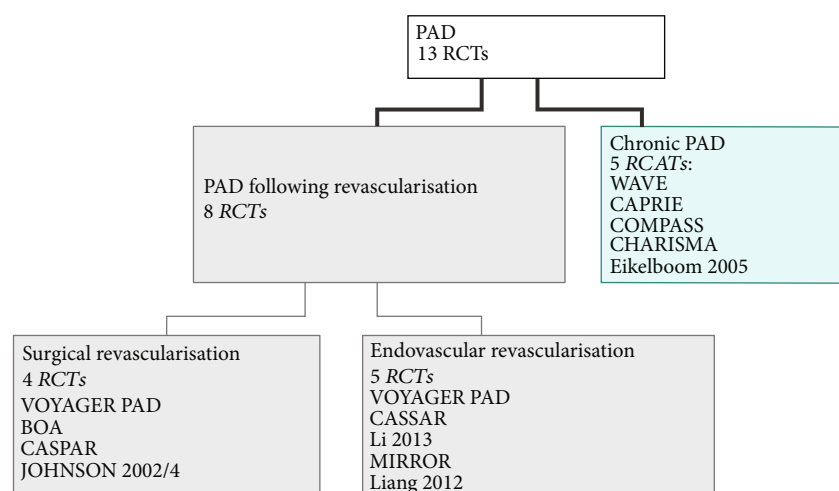 PAD
13 RCTs
PAD following revascularisation
8 RCTs
Chronic PAD
5 RCATs:
WAVE
CAPRIE
COMPASS
CHARISMA
Eikelboom 2005
Surgical revascularisation
4 RCTs
VOYAGER PAD
BOA
CASPAR
JOHNSON 2002/4
Endovascular revascularisation
5 RCTs
VOYAGER PAD
CASSAR
Li 2013
MIRROR
Liang 2012